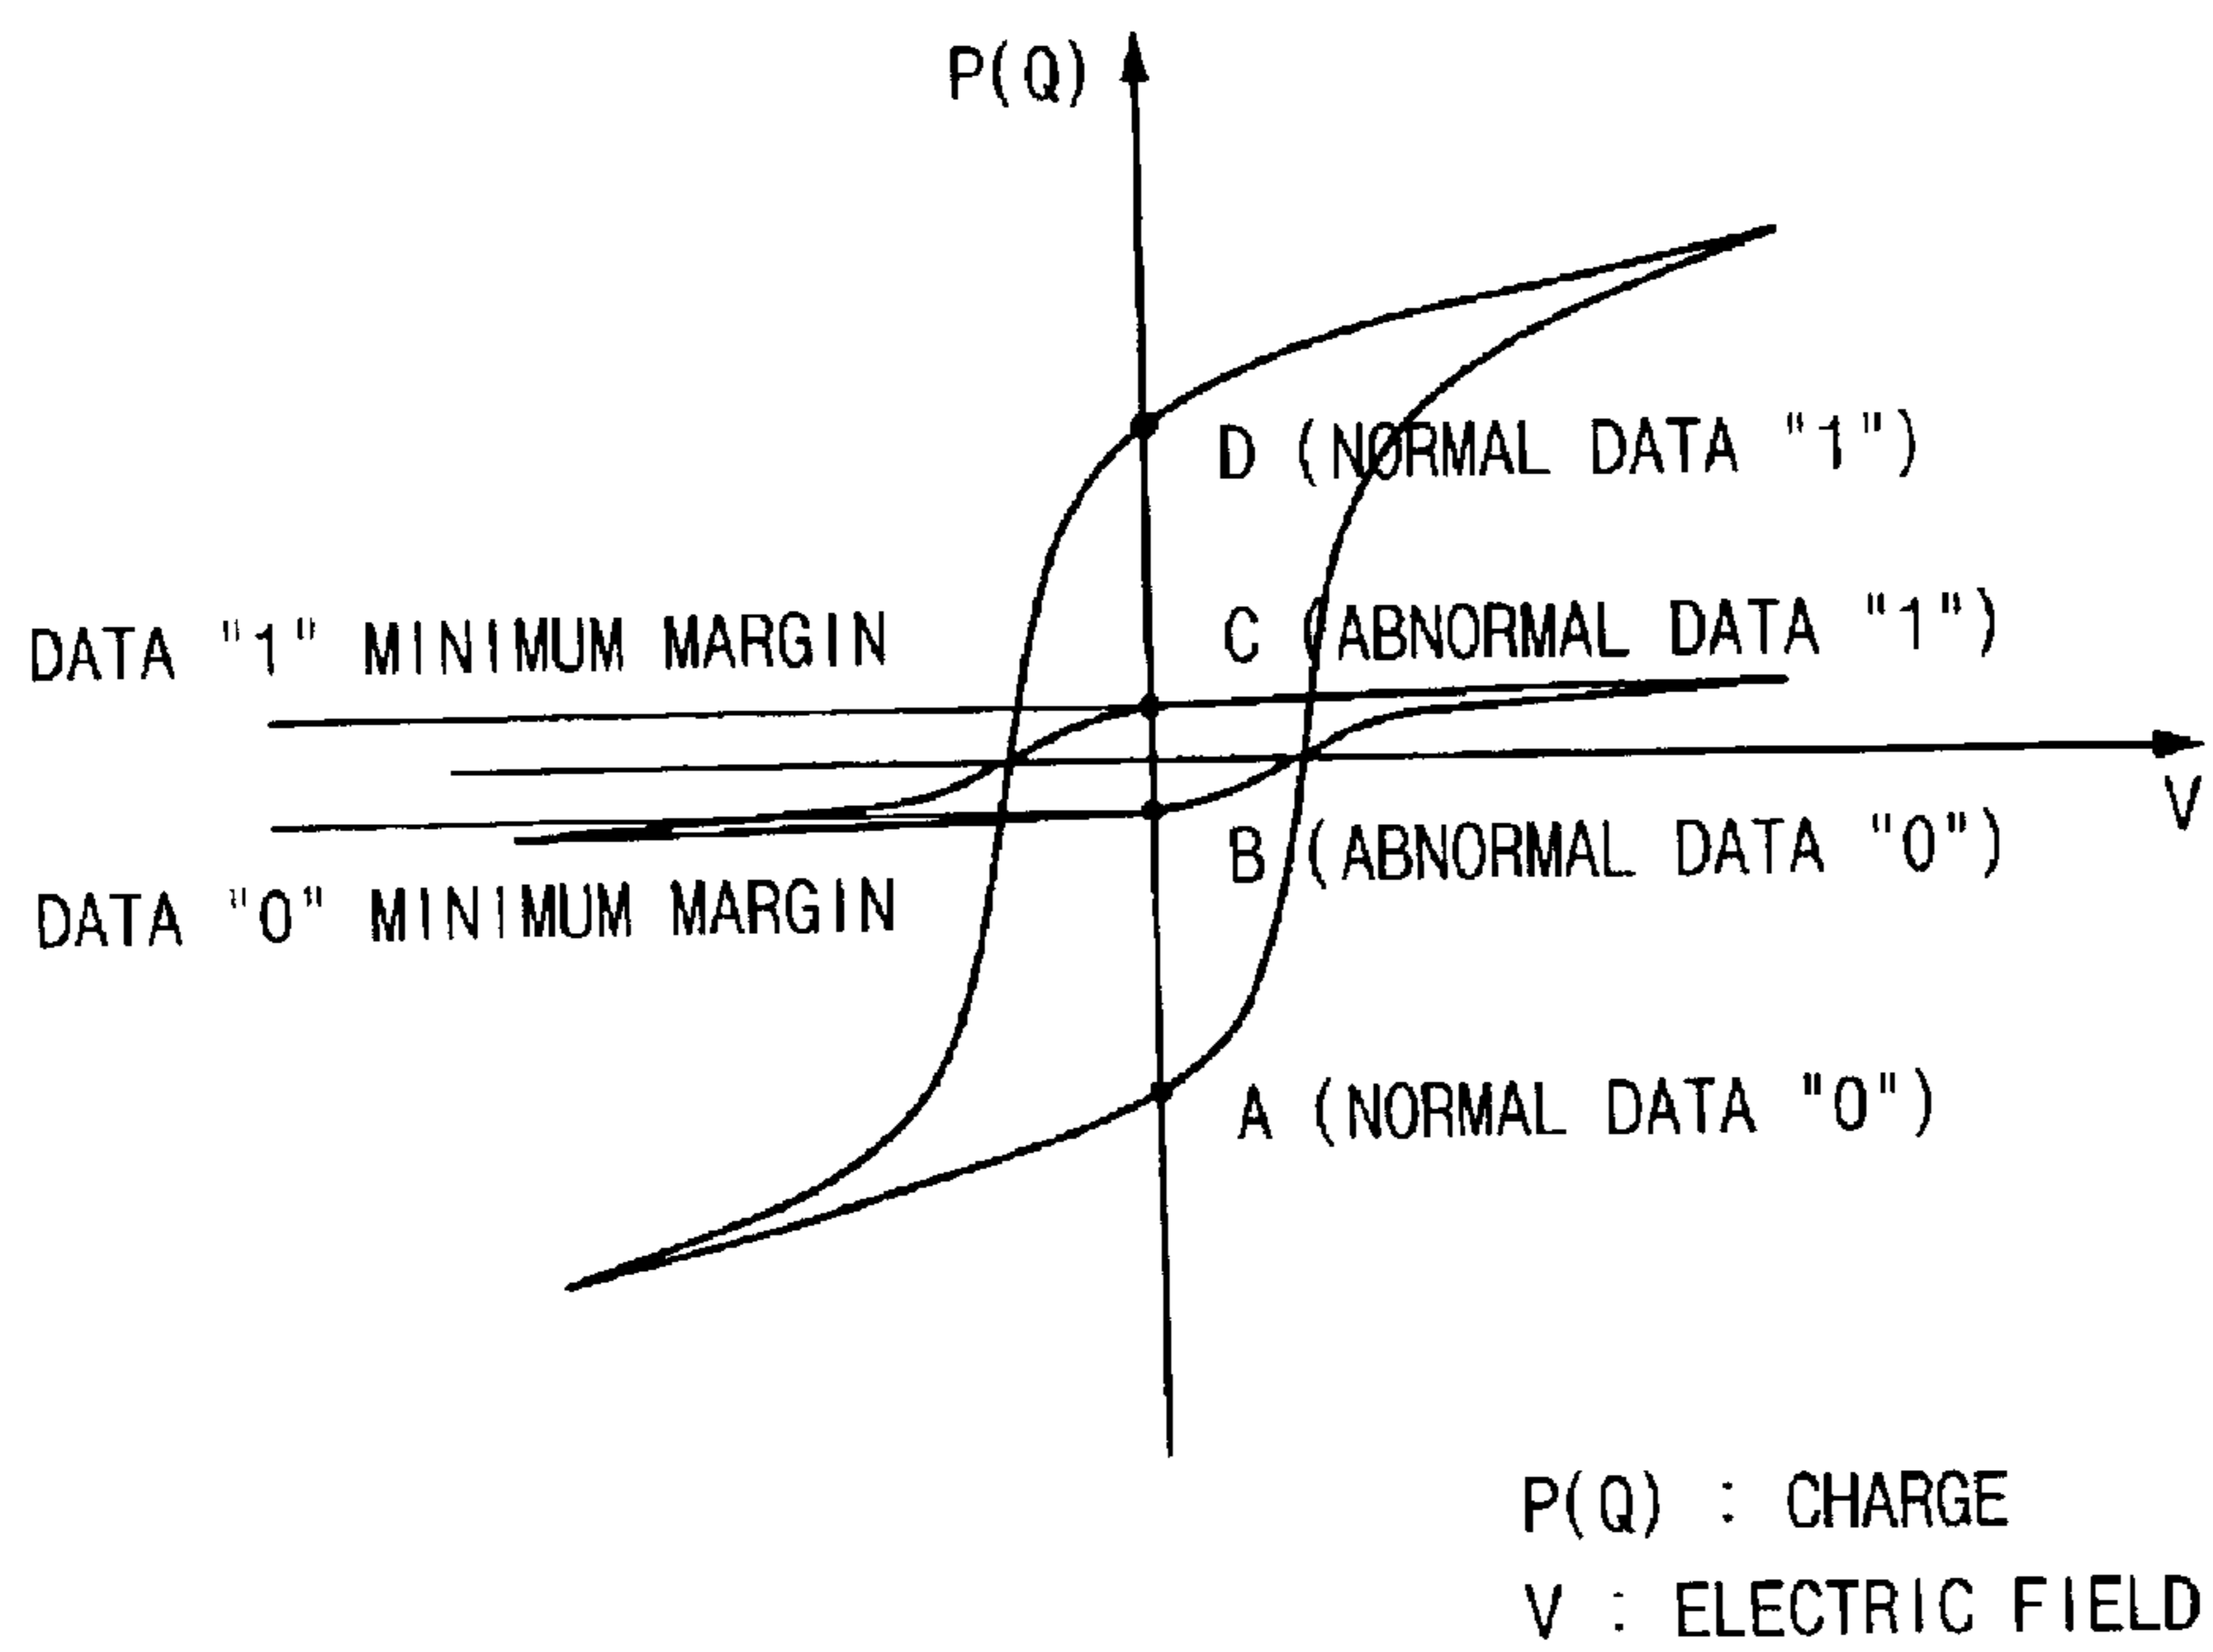 P(Q)
D (NORMAL DATA "1")
DATA "1" MINIMUM MARGIN
C (ABNORMAL DATA "1")
V
B (ABNORMAL DATA "0")
DATA "0" MINIMUM MARGIN
A (NORMAL DATA "0")
P(Q) : CHARGE
V : ELECTRIC FIELD